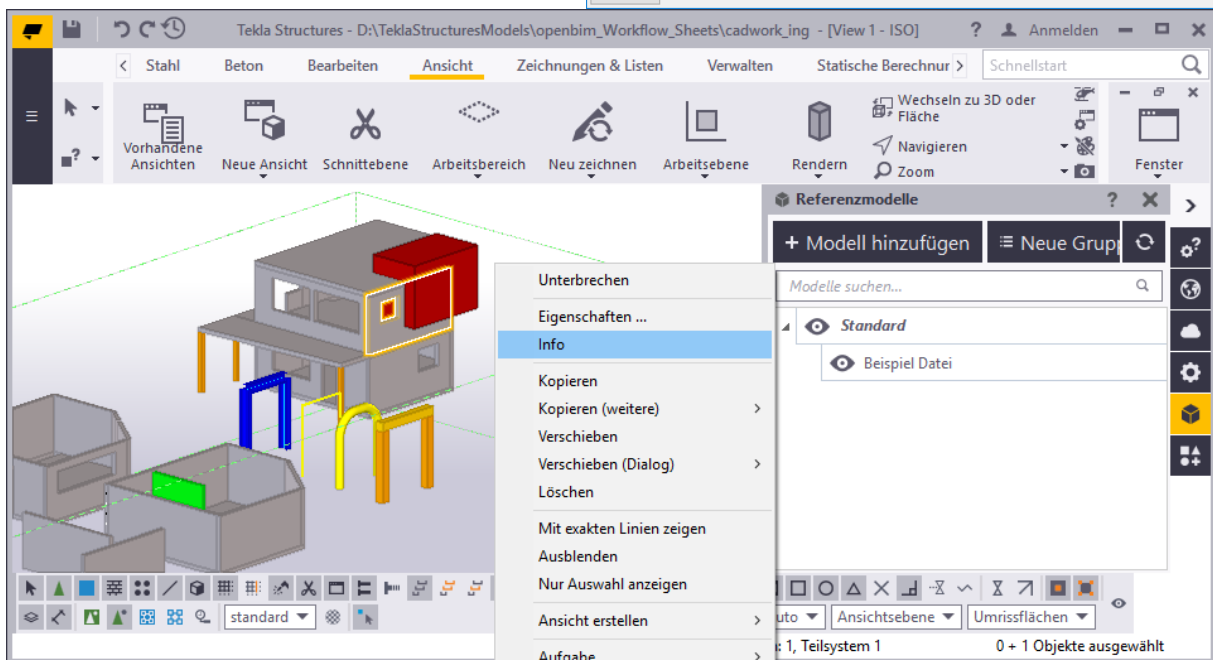 Tekla Structures - D:\TeklaStructuresModels\openbim_Workflow_Sheets\cadwork_ing - [View 1 - ISO]
? Anmelden
Stahl Beton Bearbeiten Ansicht Zeichnungen & Listen Verwalten Statische Berechnur
Schnellstart
Vorhandene
Ansichten
Neue Ansicht
Schnittebene
Arbeitsbereich
Neu zeichnen
Arbeitsebene
Rendern
Wechseln zu 3D oder
Fläche
Navigieren
Zoom
Fenster
Referenzmodelle ?
+ Modell hinzufügen
Neue Grup
Modelle suchen...
Standard
Beispiel Datei
Unterbrechen
Eigenschaften ...
Info
Kopieren
Kopieren (weitere)
Verschieben
Verschieben (Dialog)
Löschen
Mit exakten Linien zeigen
Ausblenden
Nur Auswahl anzeigen
Ansicht erstellen
Aufgabe
standard
uto
Ansichtsebene
Umrissflächen
: 1, Teilsystem 1
0 + 1 Objekte ausgewählt